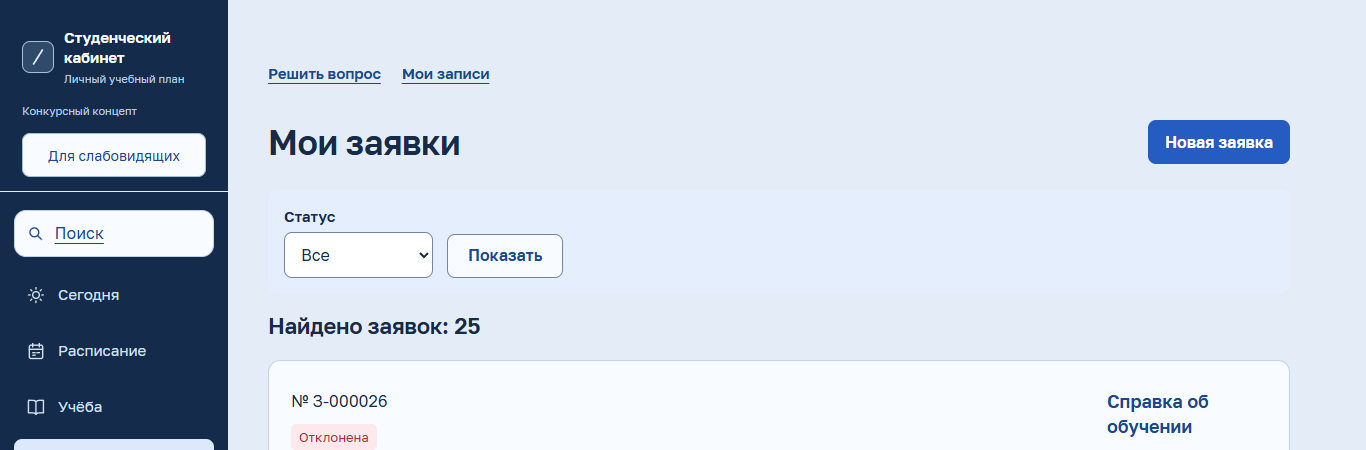 Студенческий
кабинет
Личный учебный план
Конкурсный концепт
Для слабовидящих
Поиск
Сегодня
Расписание
Учёба
Решить вопрос
Мои записи
Мои заявки
Новая заявка
Статус
Все
Показать
Найдено заявок: 25
№ З-000026
Отклонена
Справка об
обучении